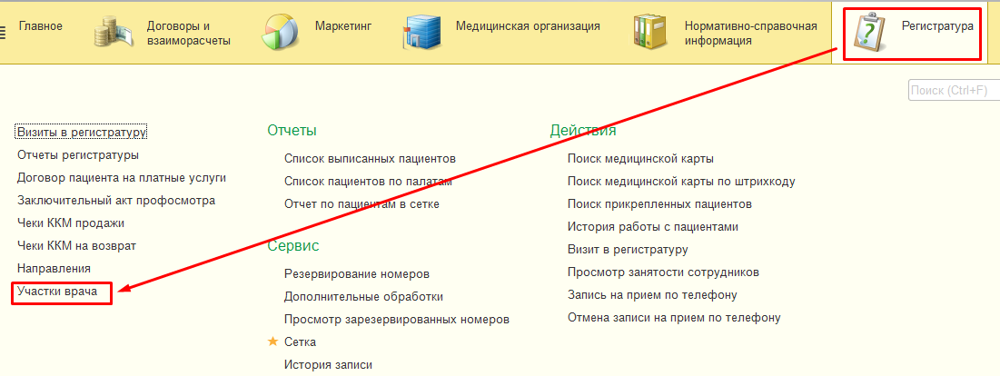 Главное
Договоры и
взаиморасчеты
Маркетинг
Медицинская организация
Нормативно-справочная
информация
Регистратура
Поиск (Ctrl+F)
Визиты в регистратуру
Отчеты регистратуры
Договор пациента на платные услуги
Заключительный акт профосмотра
Чеки ККМ продажи
Чеки ККМ на возврат
Направления
Участки врача
Отчеты
Список выписанных пациентов
Список пациентов по палатам
Отчет по пациентам в сетке
Сервис
Резервирование номеров
Дополнительные обработки
Просмотр зарезервированных номеров
Сетка
История записи
Действия
Поиск медицинской карты
Поиск медицинской карты по штрихкоду
Поиск прикрепленных пациентов
История работы с пациентами
Визит в регистратуру
Просмотр занятости сотрудников
Запись на прием по телефону
Отмена записи на прием по телефону